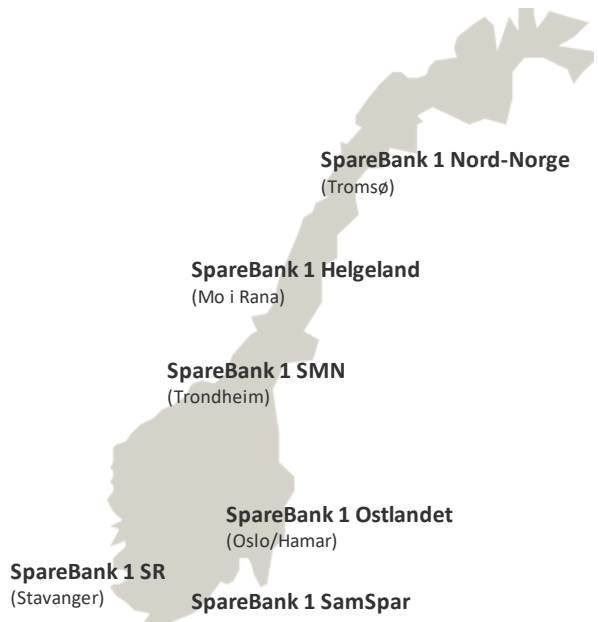 SpareBank 1 Nord-Norge
(Tromsø)
SpareBank 1 Helgeland
(Mo i Rana)
SpareBank 1 SMN
(Trondheim)
SpareBank 1 Ostlandet
(Oslo/Hamar)
SpareBank 1 SR
(Stavanger)
SpareBank 1 SamSpar